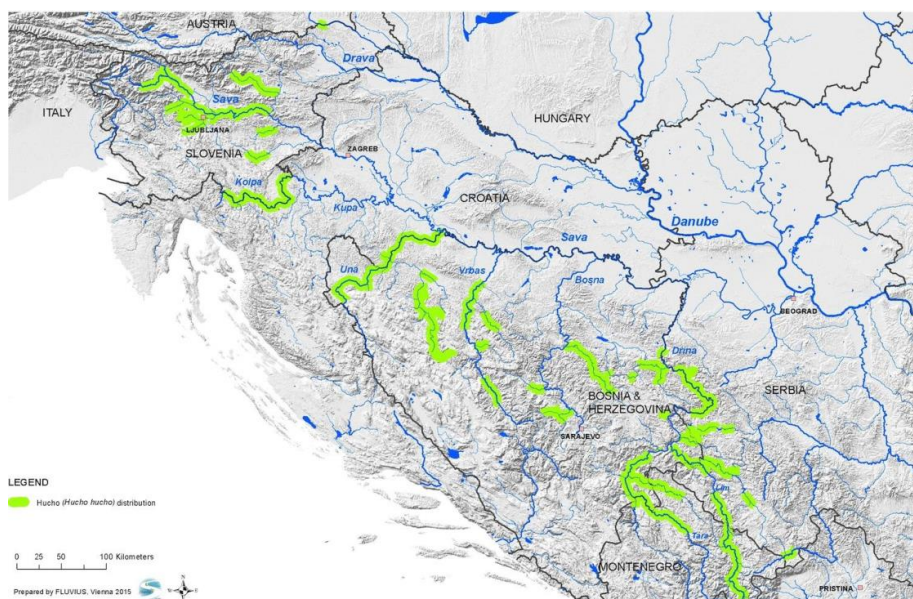 AUSTRIA
Drava
ITALY
Sava
LJUBLJANA
HUNGARY
SLOVENIA
ZAGREB
Kolpa
CROATIA
Kupa
Danube
Sava
Una
Vrbas
Bosna
BEOGRAD
Drina
SERBIA
BOSNIA &
HERZEGOVINA
SARAJEVO
LEGEND
Lim
Hucho (Hucho hucho) distribution
Tara
0 25 50 100 Kilometers
MONTENEGRO
Prepared by FLUVIUS, Vienna 2015
N
W E
S
PRISTINA